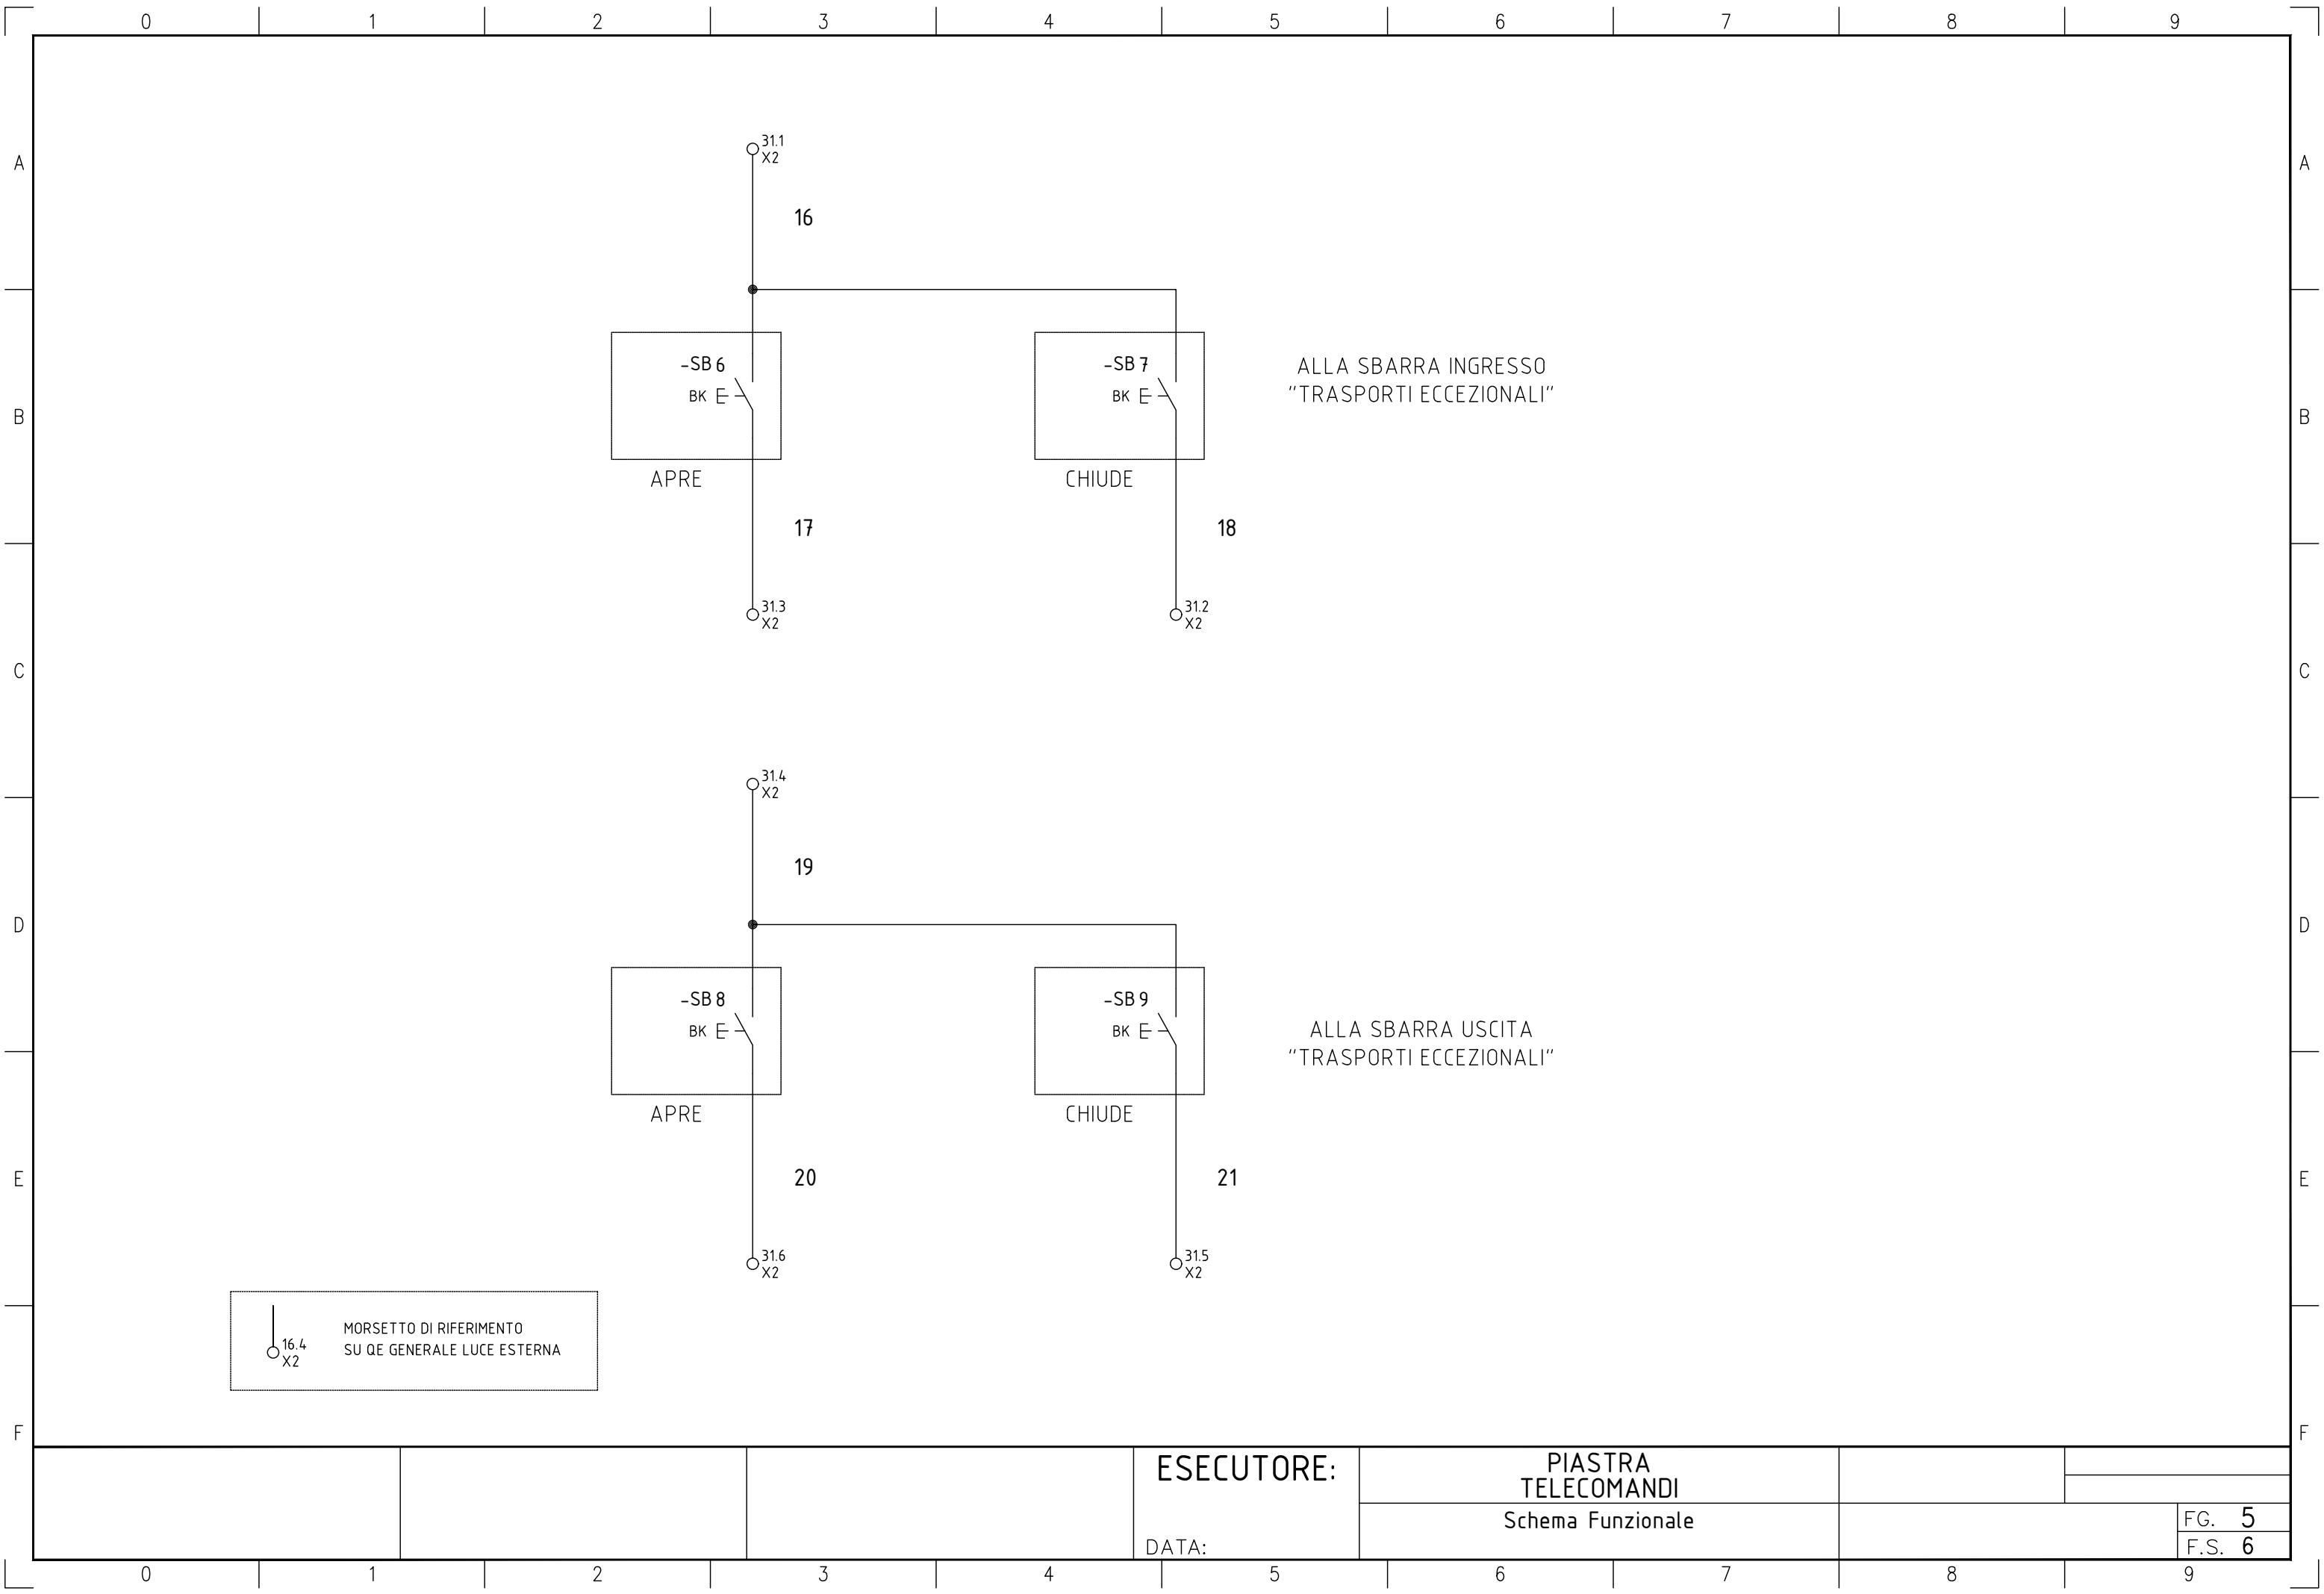 0 1 2 3 4 5 6 7 8 9
A A
31.1
X2
16
-SB 6
BK
APRE
-SB 7
BK
CHIUDE
ALLA SBARRA INGRESSO
"TRASPORTI ECCEZIONALI"
B B
17
18
31.3
X2
31.2
X2
C C
31.4
X2
19
D D
-SB 8
BK
APRE
-SB 9
BK
CHIUDE
ALLA SBARRA USCITA
"TRASPORTI ECCEZIONALI"
E E
20
21
31.6
X2
31.5
X2
16.4
X2
MORSETTO DI RIFERIMENTO
SU QE GENERALE LUCE ESTERNA
F F
ESECUTORE:
DATA:
PIASTRA
TELECOMANDI
Schema Funzionale
FG. 5
F.S. 6
0 1 2 3 4 5 6 7 8 9